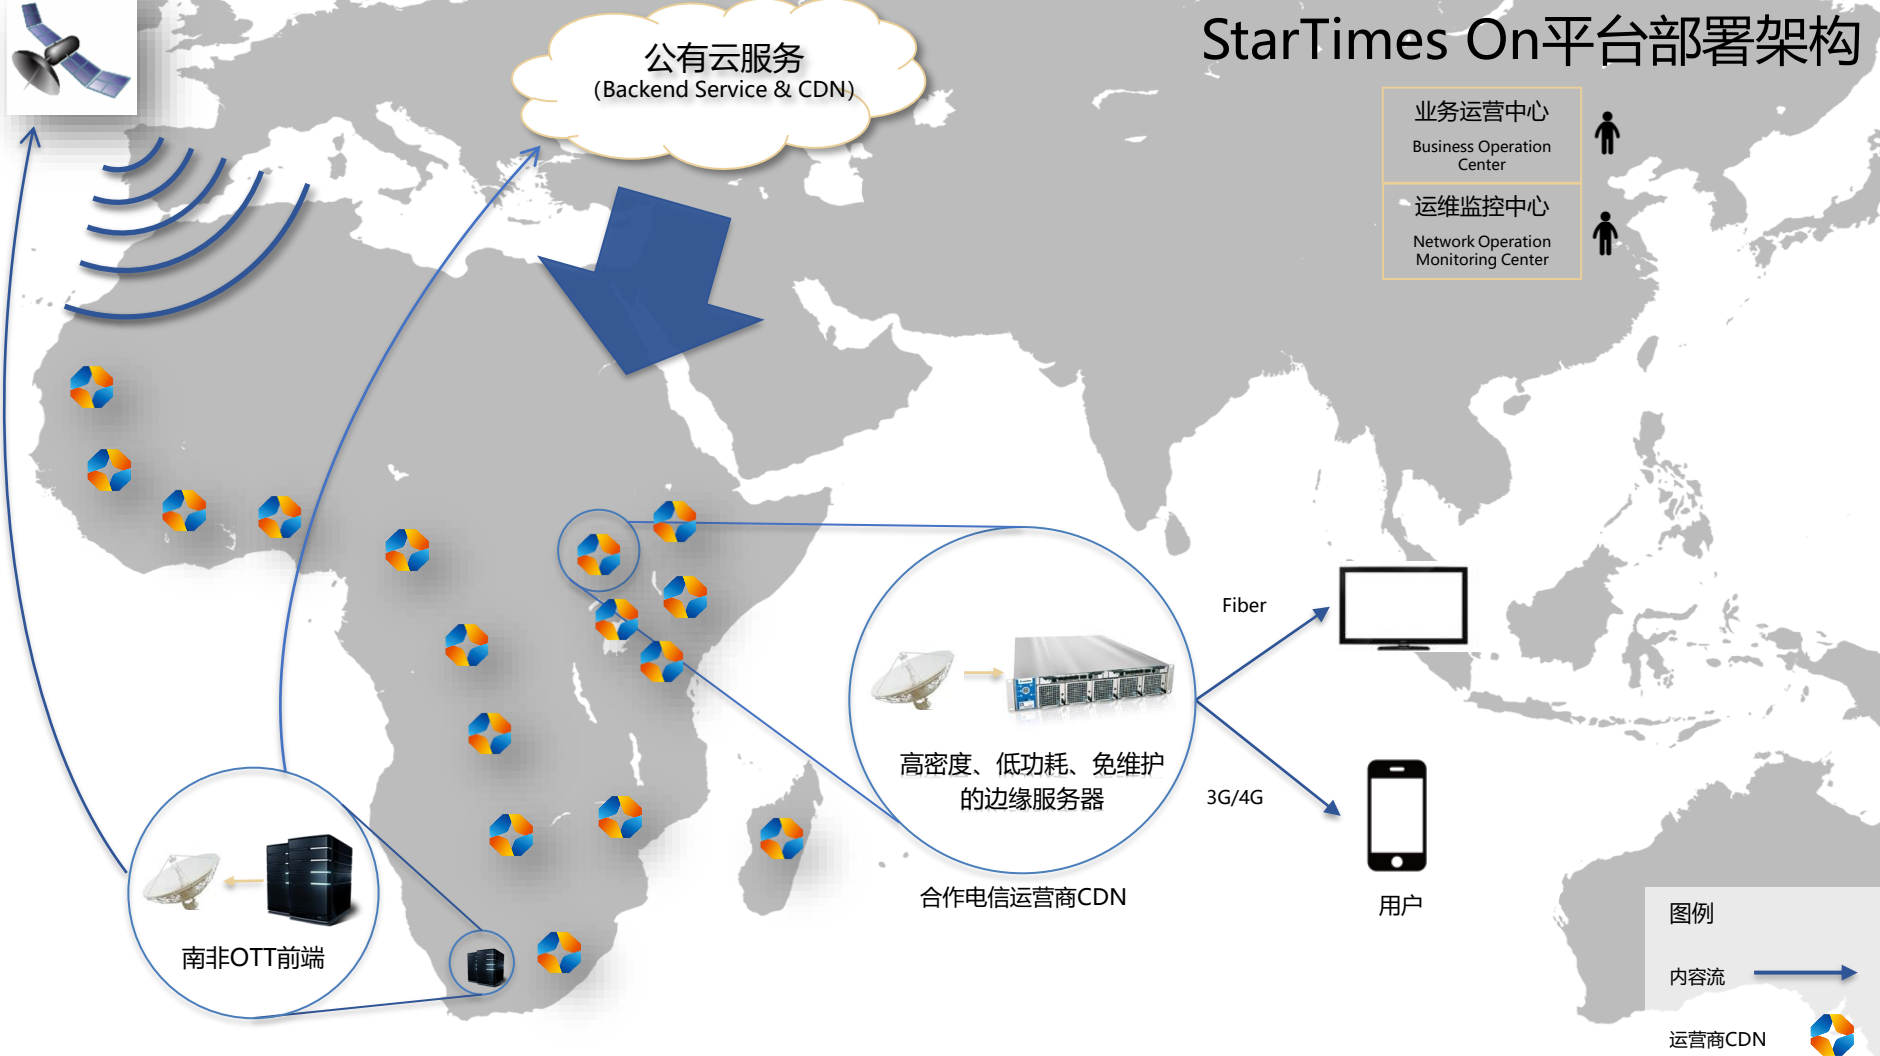 StarTimes On平台部署架构
公有云服务
（Backend Service & CDN）
业务运营中心
Business Operation
Center
运维监控中心
Network Operation
Monitoring Center
Fiber
高密度、低功耗、免维护
的边缘服务器
3G/4G
合作电信运营商CDN
用户
南非OTT前端
图例
内容流
运营商CDN